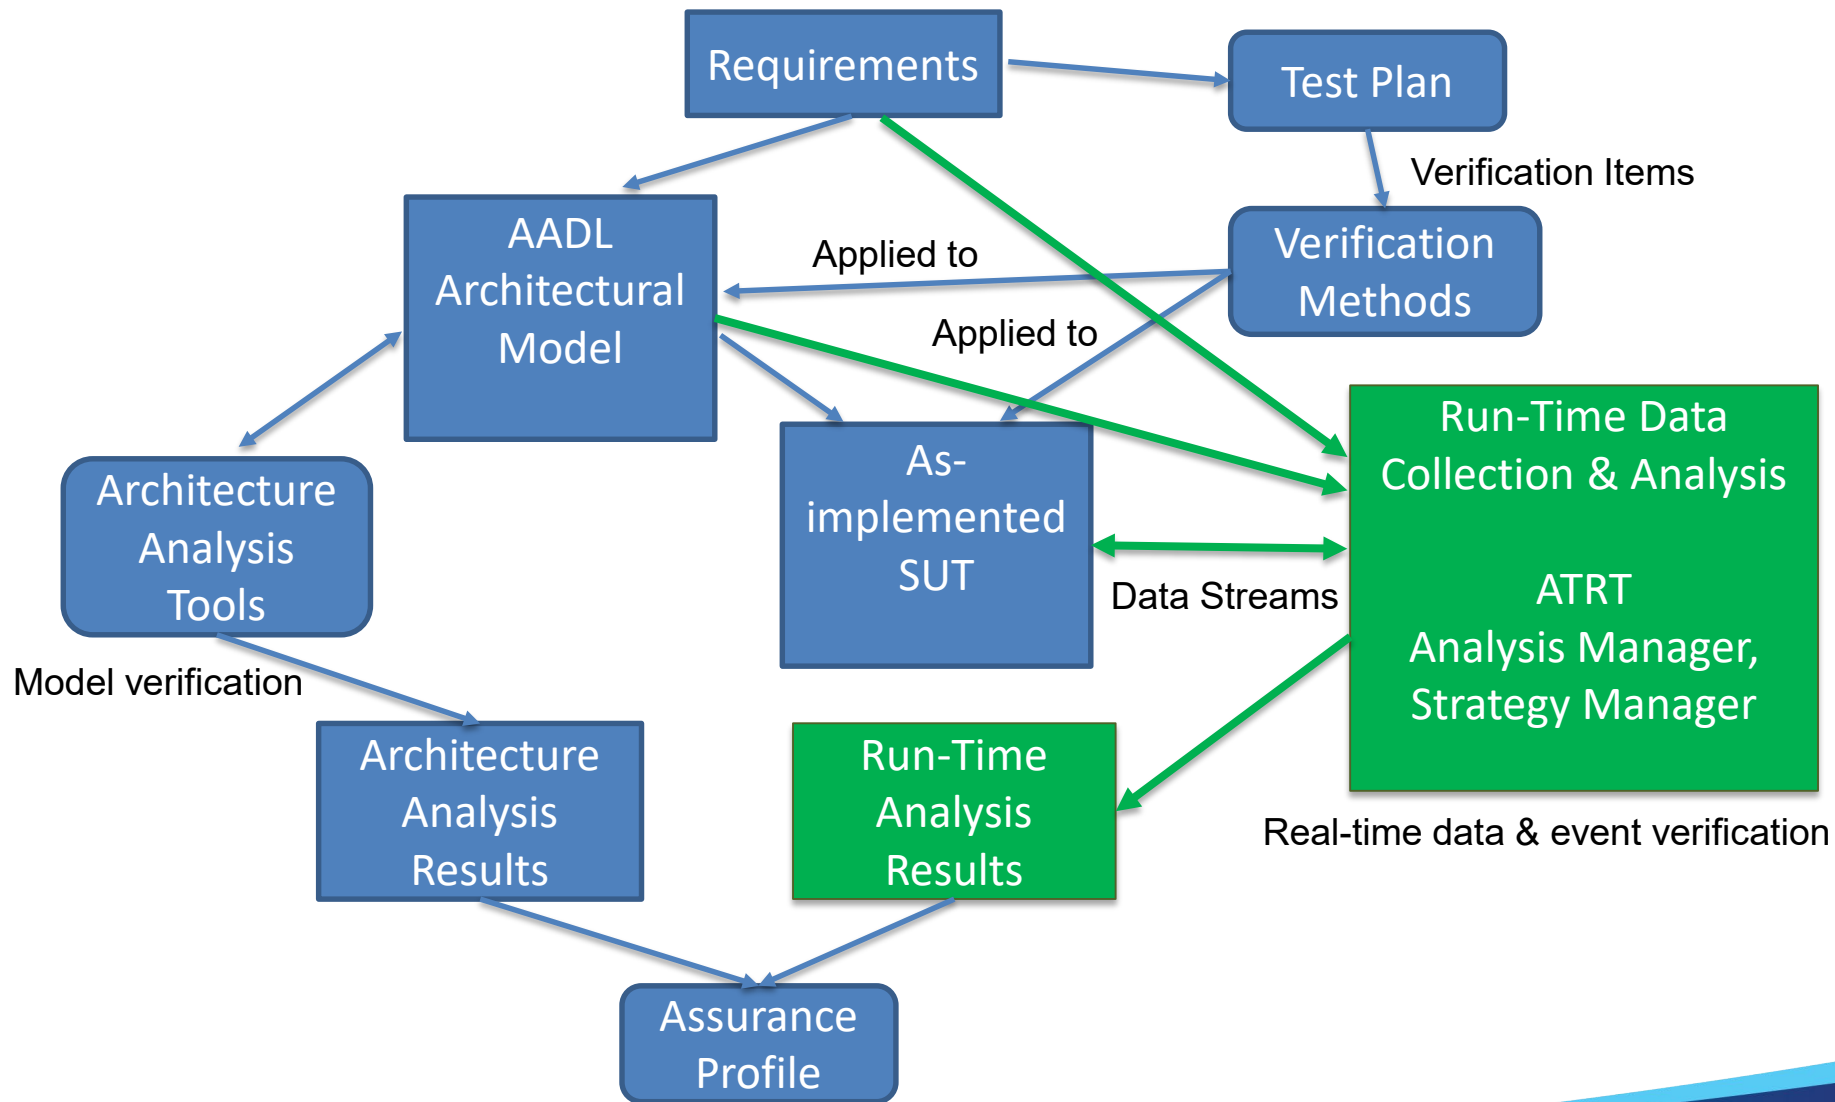 Requirements
Test Plan
Verification Items
AADL
Architectural
Model
Applied to
Verification
Methods
Applied to
Run-Time Data
Collection & Analysis
ATRT
Analysis Manager,
Strategy Manager
As-
implemented
SUT
Data Streams
Architecture
Analysis
Tools
Model verification
Architecture
Analysis
Results
Run-Time
Analysis
Results
Real-time data & event verification
Assurance
Profile